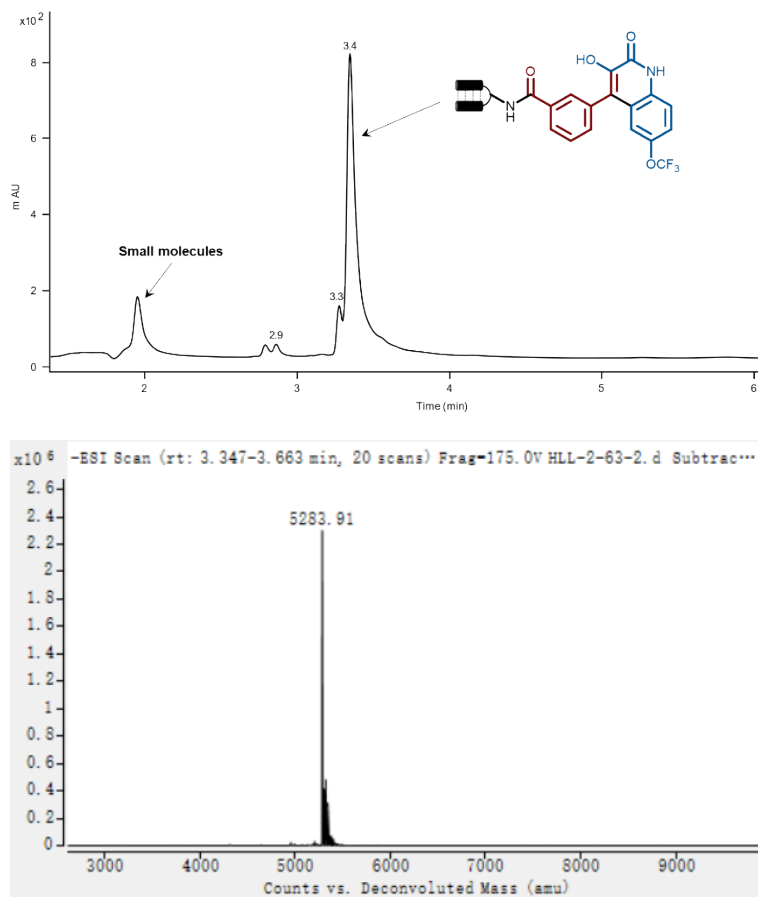 x10 2
8
6
4
2
0
m AU
3.4
3.3
2.9
Small molecules
2
3
4
5
6
Time (min)
O
N
H
HO
O
NH
OCF3
x10 6
-ESI Scan (rt: 3.347-3.663 min, 20 scans) Frag=175.0V HLL-2-63-2.d Subtrac···
2.6
2.4
2.2
2
1.8
1.6
1.4
1.2
1
0.8
0.6
0.4
0.2
0
5283.91
3000
4000
5000
6000
7000
8000
9000
Counts vs. Deconvoluted Mass (amu)